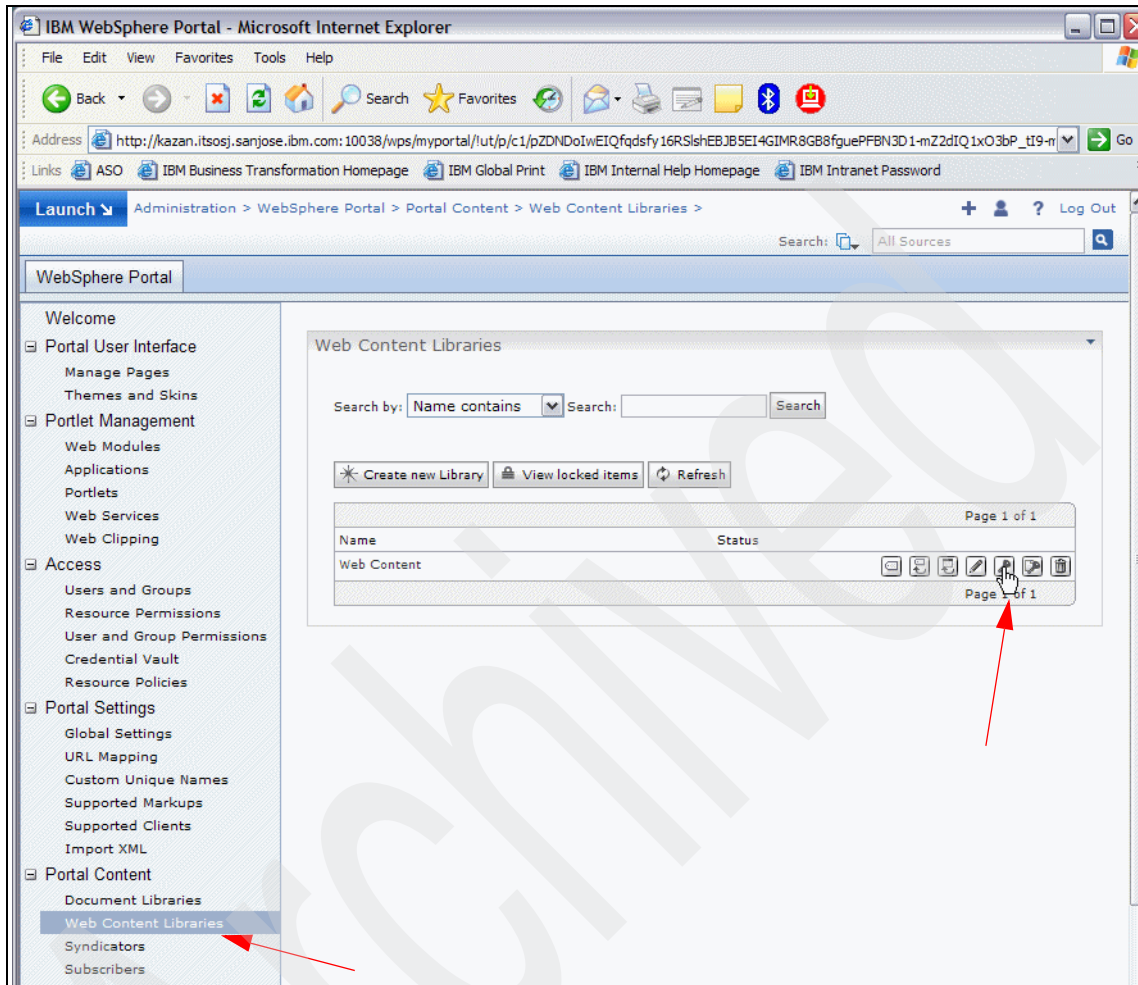 IBM WebSphere Portal - Microsoft Internet Explorer
File Edit View Favorites Tools Help
Back Search Favorites
Address http://kazan.itsosj.sanjose.ibm.com:10038/wps/myportal/!ut/p/c1/pZDNDoIwEIQfqdsfy16RSlshEBJB5EI4GIMR8GB8fguePFBN3D1-mZ2dIQ1xO3bP_tI9-m Go
Links ASO IBM Business Transformation Homepage IBM Global Print IBM Internal Help Homepage IBM Intranet Password
Launch Administration > WebSphere Portal > Portal Content > Web Content Libraries > + ? Log Out
Search: All Sources
WebSphere Portal
Welcome
Portal User Interface
Manage Pages
Themes and Skins
Portlet Management
Web Modules
Applications
Portlets
Web Services
Web Clipping
Access
Users and Groups
Resource Permissions
User and Group Permissions
Credential Vault
Resource Policies
Portal Settings
Global Settings
URL Mapping
Custom Unique Names
Supported Markups
Supported Clients
Import XML
Portal Content
Document Libraries
Web Content Libraries
Syndicators
Subscribers
Web Content Libraries
Search by: Name contains Search: Search
Create new Library View locked items Refresh
Page 1 of 1
Name Status
Web Content
Page 1 of 1
Archived